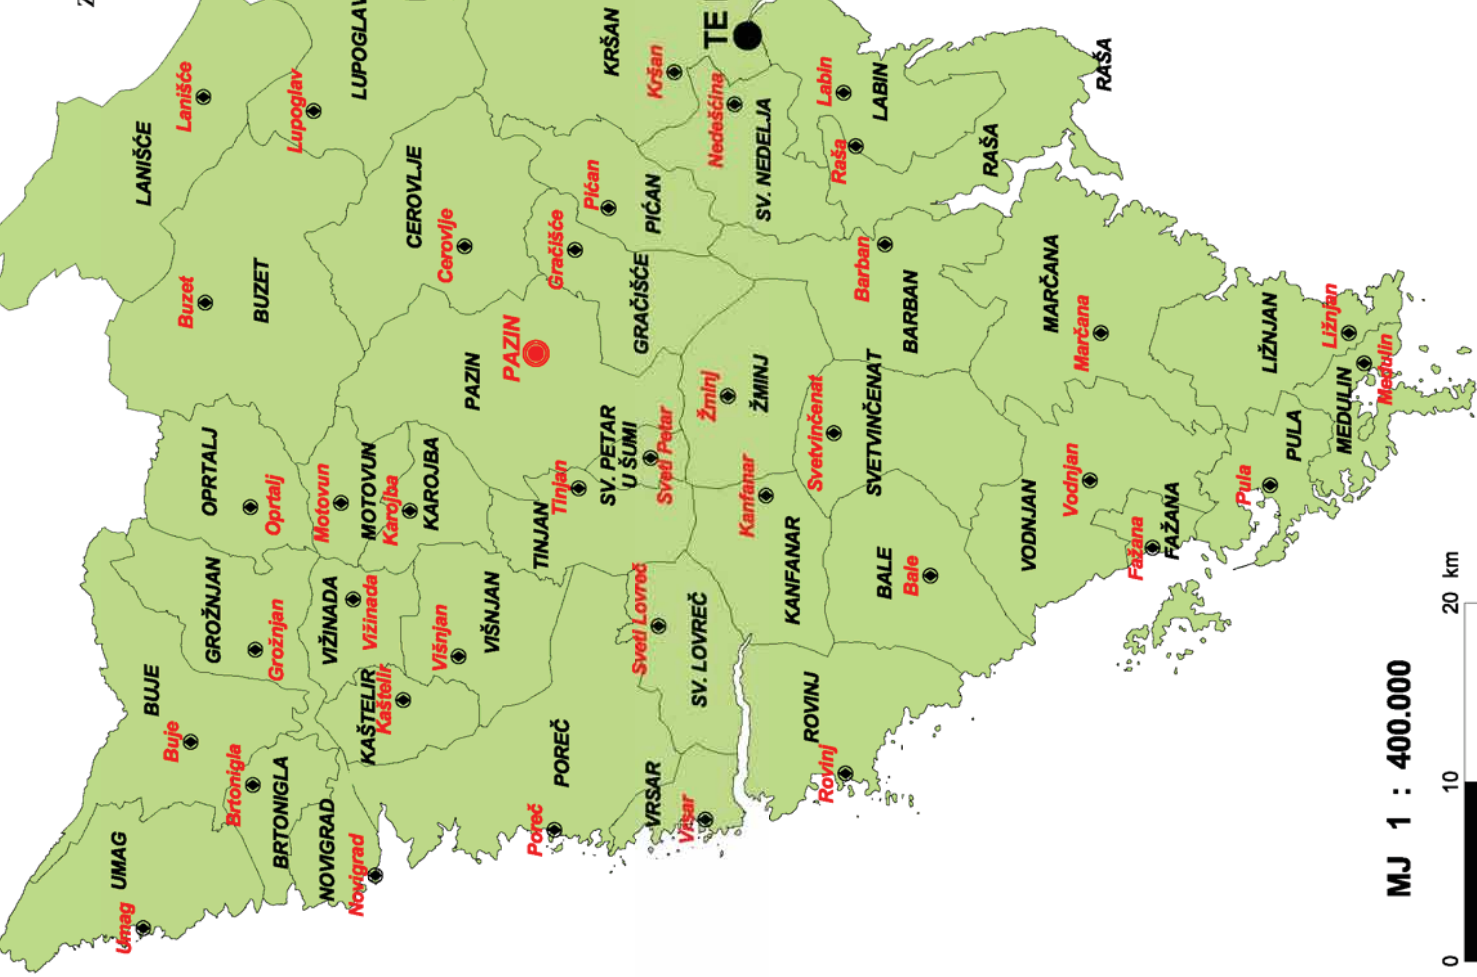 LANIŠĆE
Lanišće
Lupoglav
LUPOGLAV
KRŠAN
Kršan
TE
Nedešćina
SV. NEDELJA
Labin
LABIN
Raša
RAŠA
RAŠA
Buzet
BUZET
CEROVLJE
Cerovlje
Gračišće
GRAČIŠĆE
Pićan
PIĆAN
Barban
BARBAN
MARČANA
Marčana
LIŽNJAN
Ližnjan
MEDULIN
Medulin
PAZIN
PAZIN
OPRTALJ
Oprtalj
Motovun
MOTOVUN
Karojba
KAROJBA
TINJAN
Tinjan
SV. PETAR
U ŠUMI
Sveti Petar
Žminj
ŽMINJ
Kanfanar
KANFANAR
Svetvinčenat
SVETVINČENAT
BALE
Bale
VODNJAN
Vodnjan
Fažana
FAŽANA
Pula
PULA
BUJE
Buje
GROŽNJAN
Grožnjan
VIŽINADA
Vižinada
KAŠTELIR
Kaštelir
Višnjan
VIŠNJAN
Sveti Lovreč
SV. LOVREČ
ROVINJ
Rovinj
UMAG
Umag
Brtonigla
BRTONIGLA
NOVIGRAD
Novigrad
POREČ
Poreč
VRSAR
Vrsar
MJ 1 : 400.000
0 10 20 km